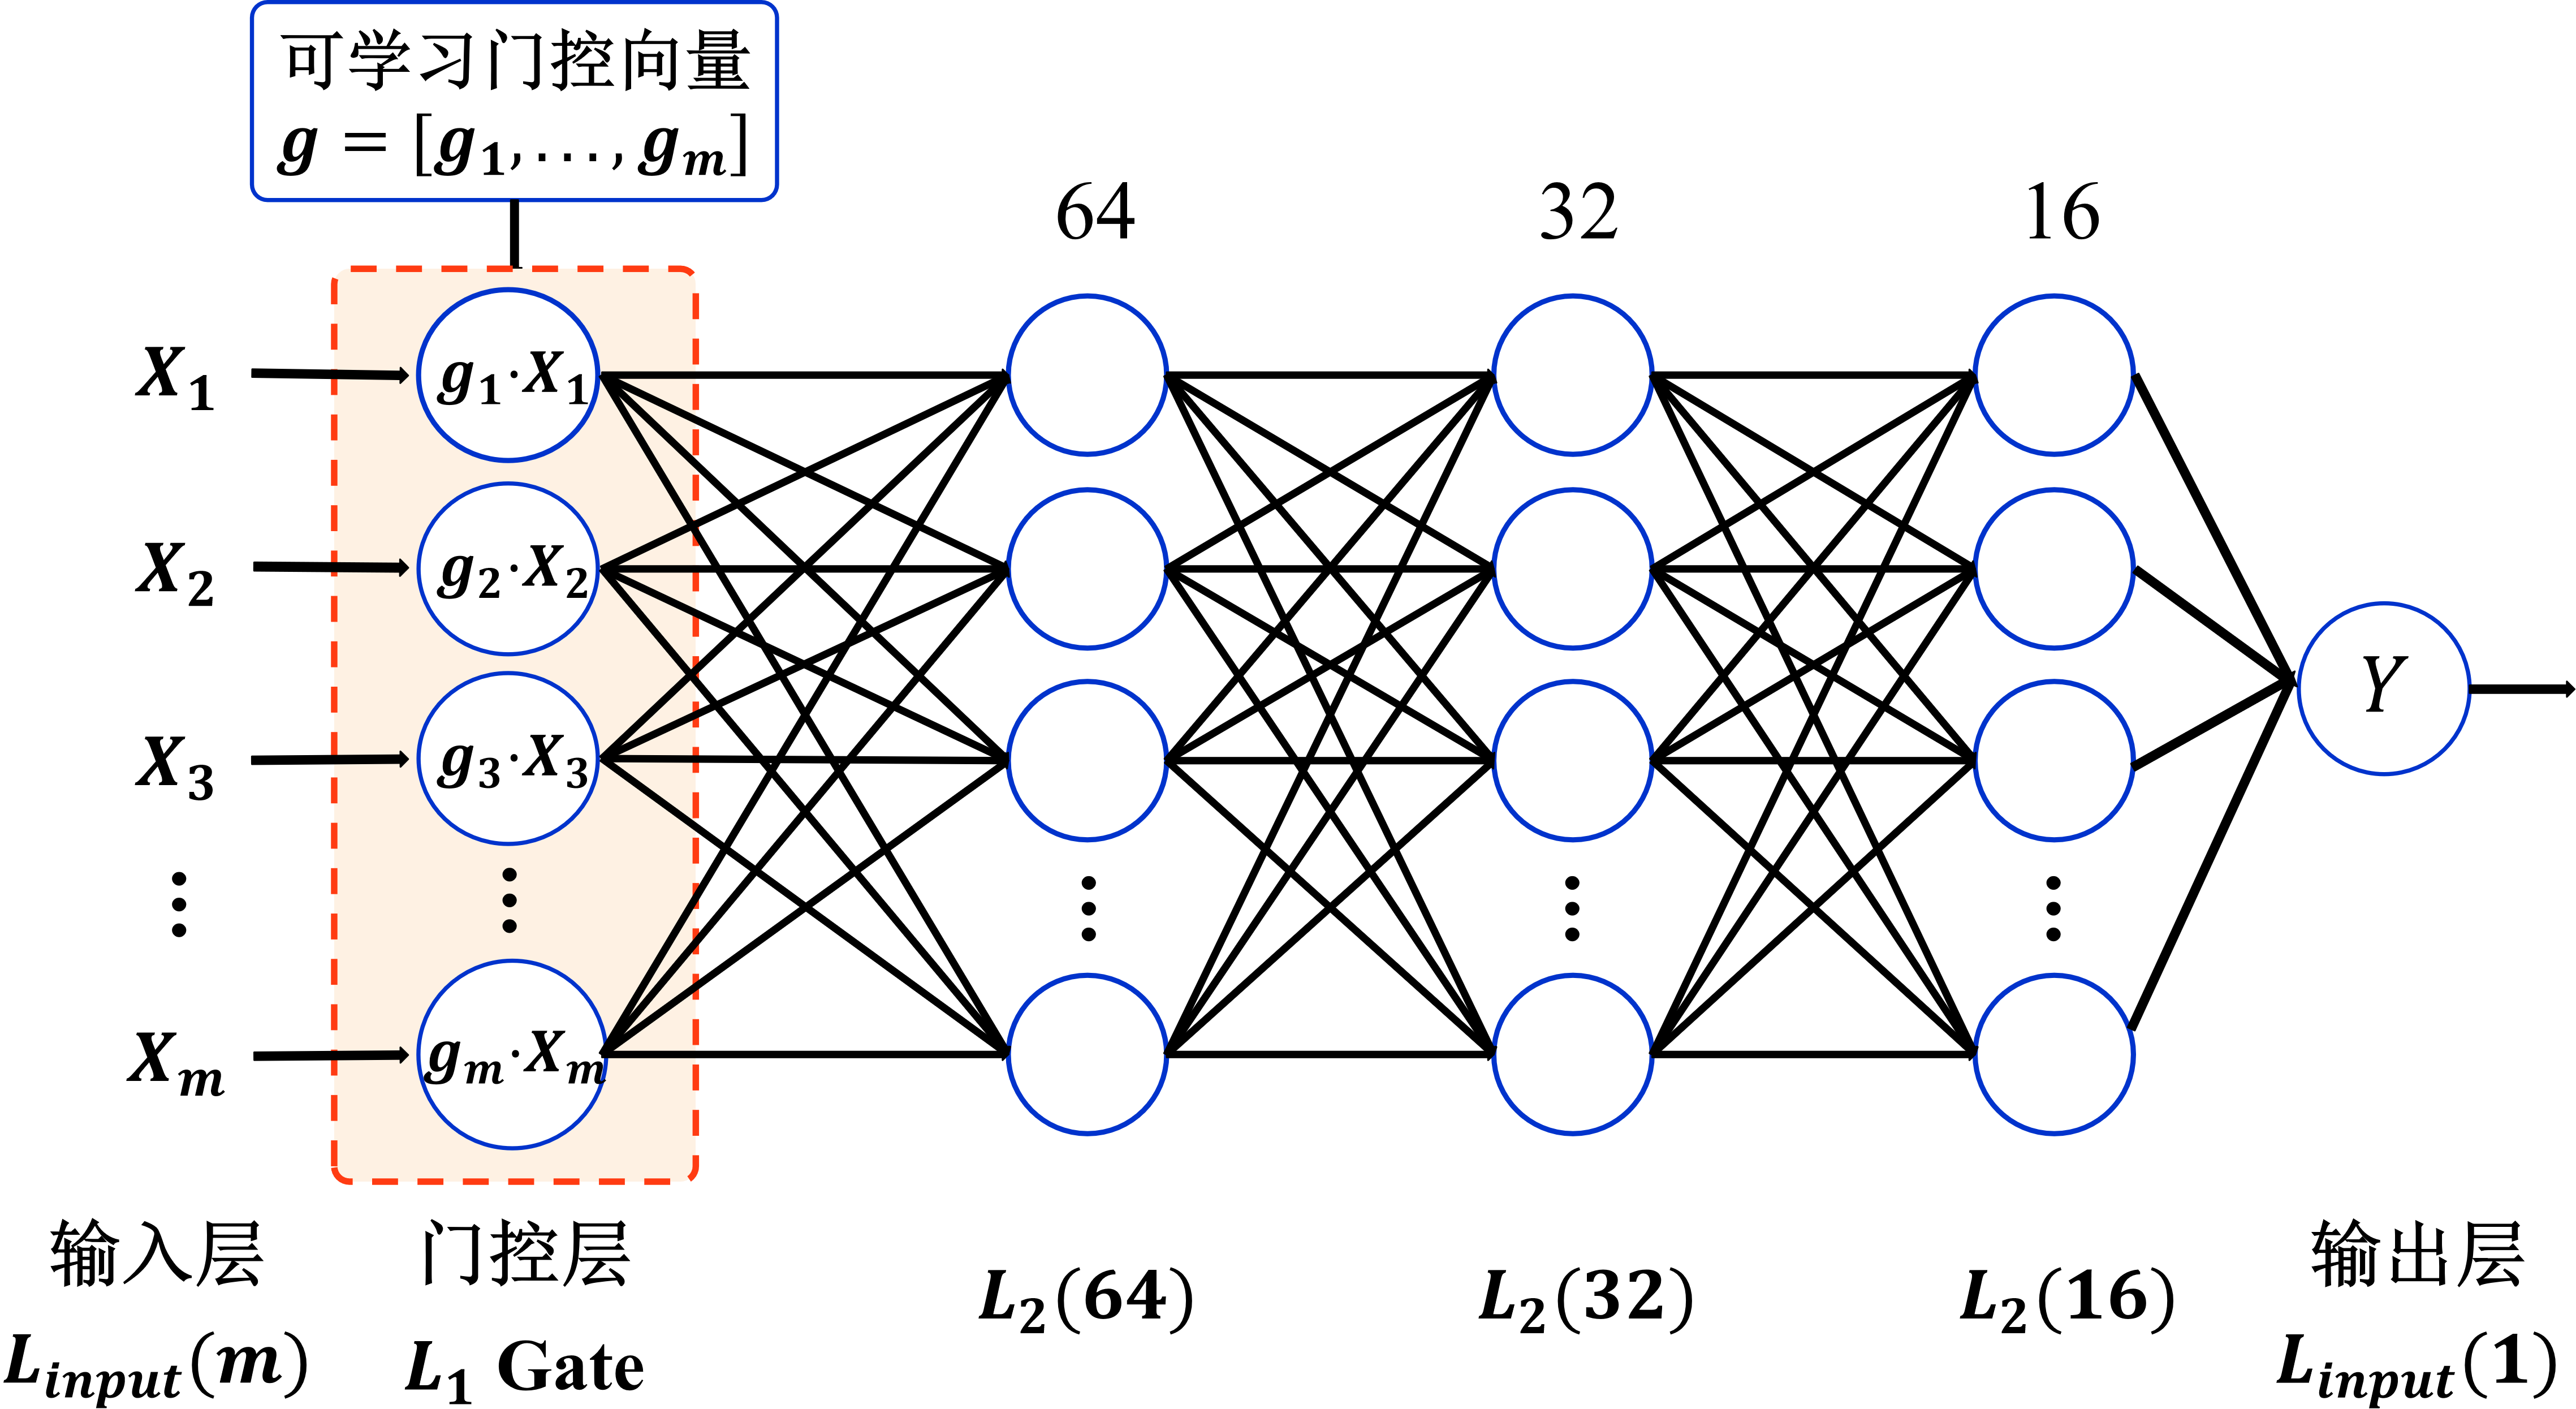 可学习门控向量
g = [g₁, . . . , gₘ]
64
32
16
X₁
g₁·X₁
X₂
g₂·X₂
Y
X₃
g₃·X₃
Xₘ
gₘ·Xₘ
输入层
门控层
输出层
L₂(64)
L₂(32)
L₂(16)
L_input(m)
L₁ Gate
L_input(1)